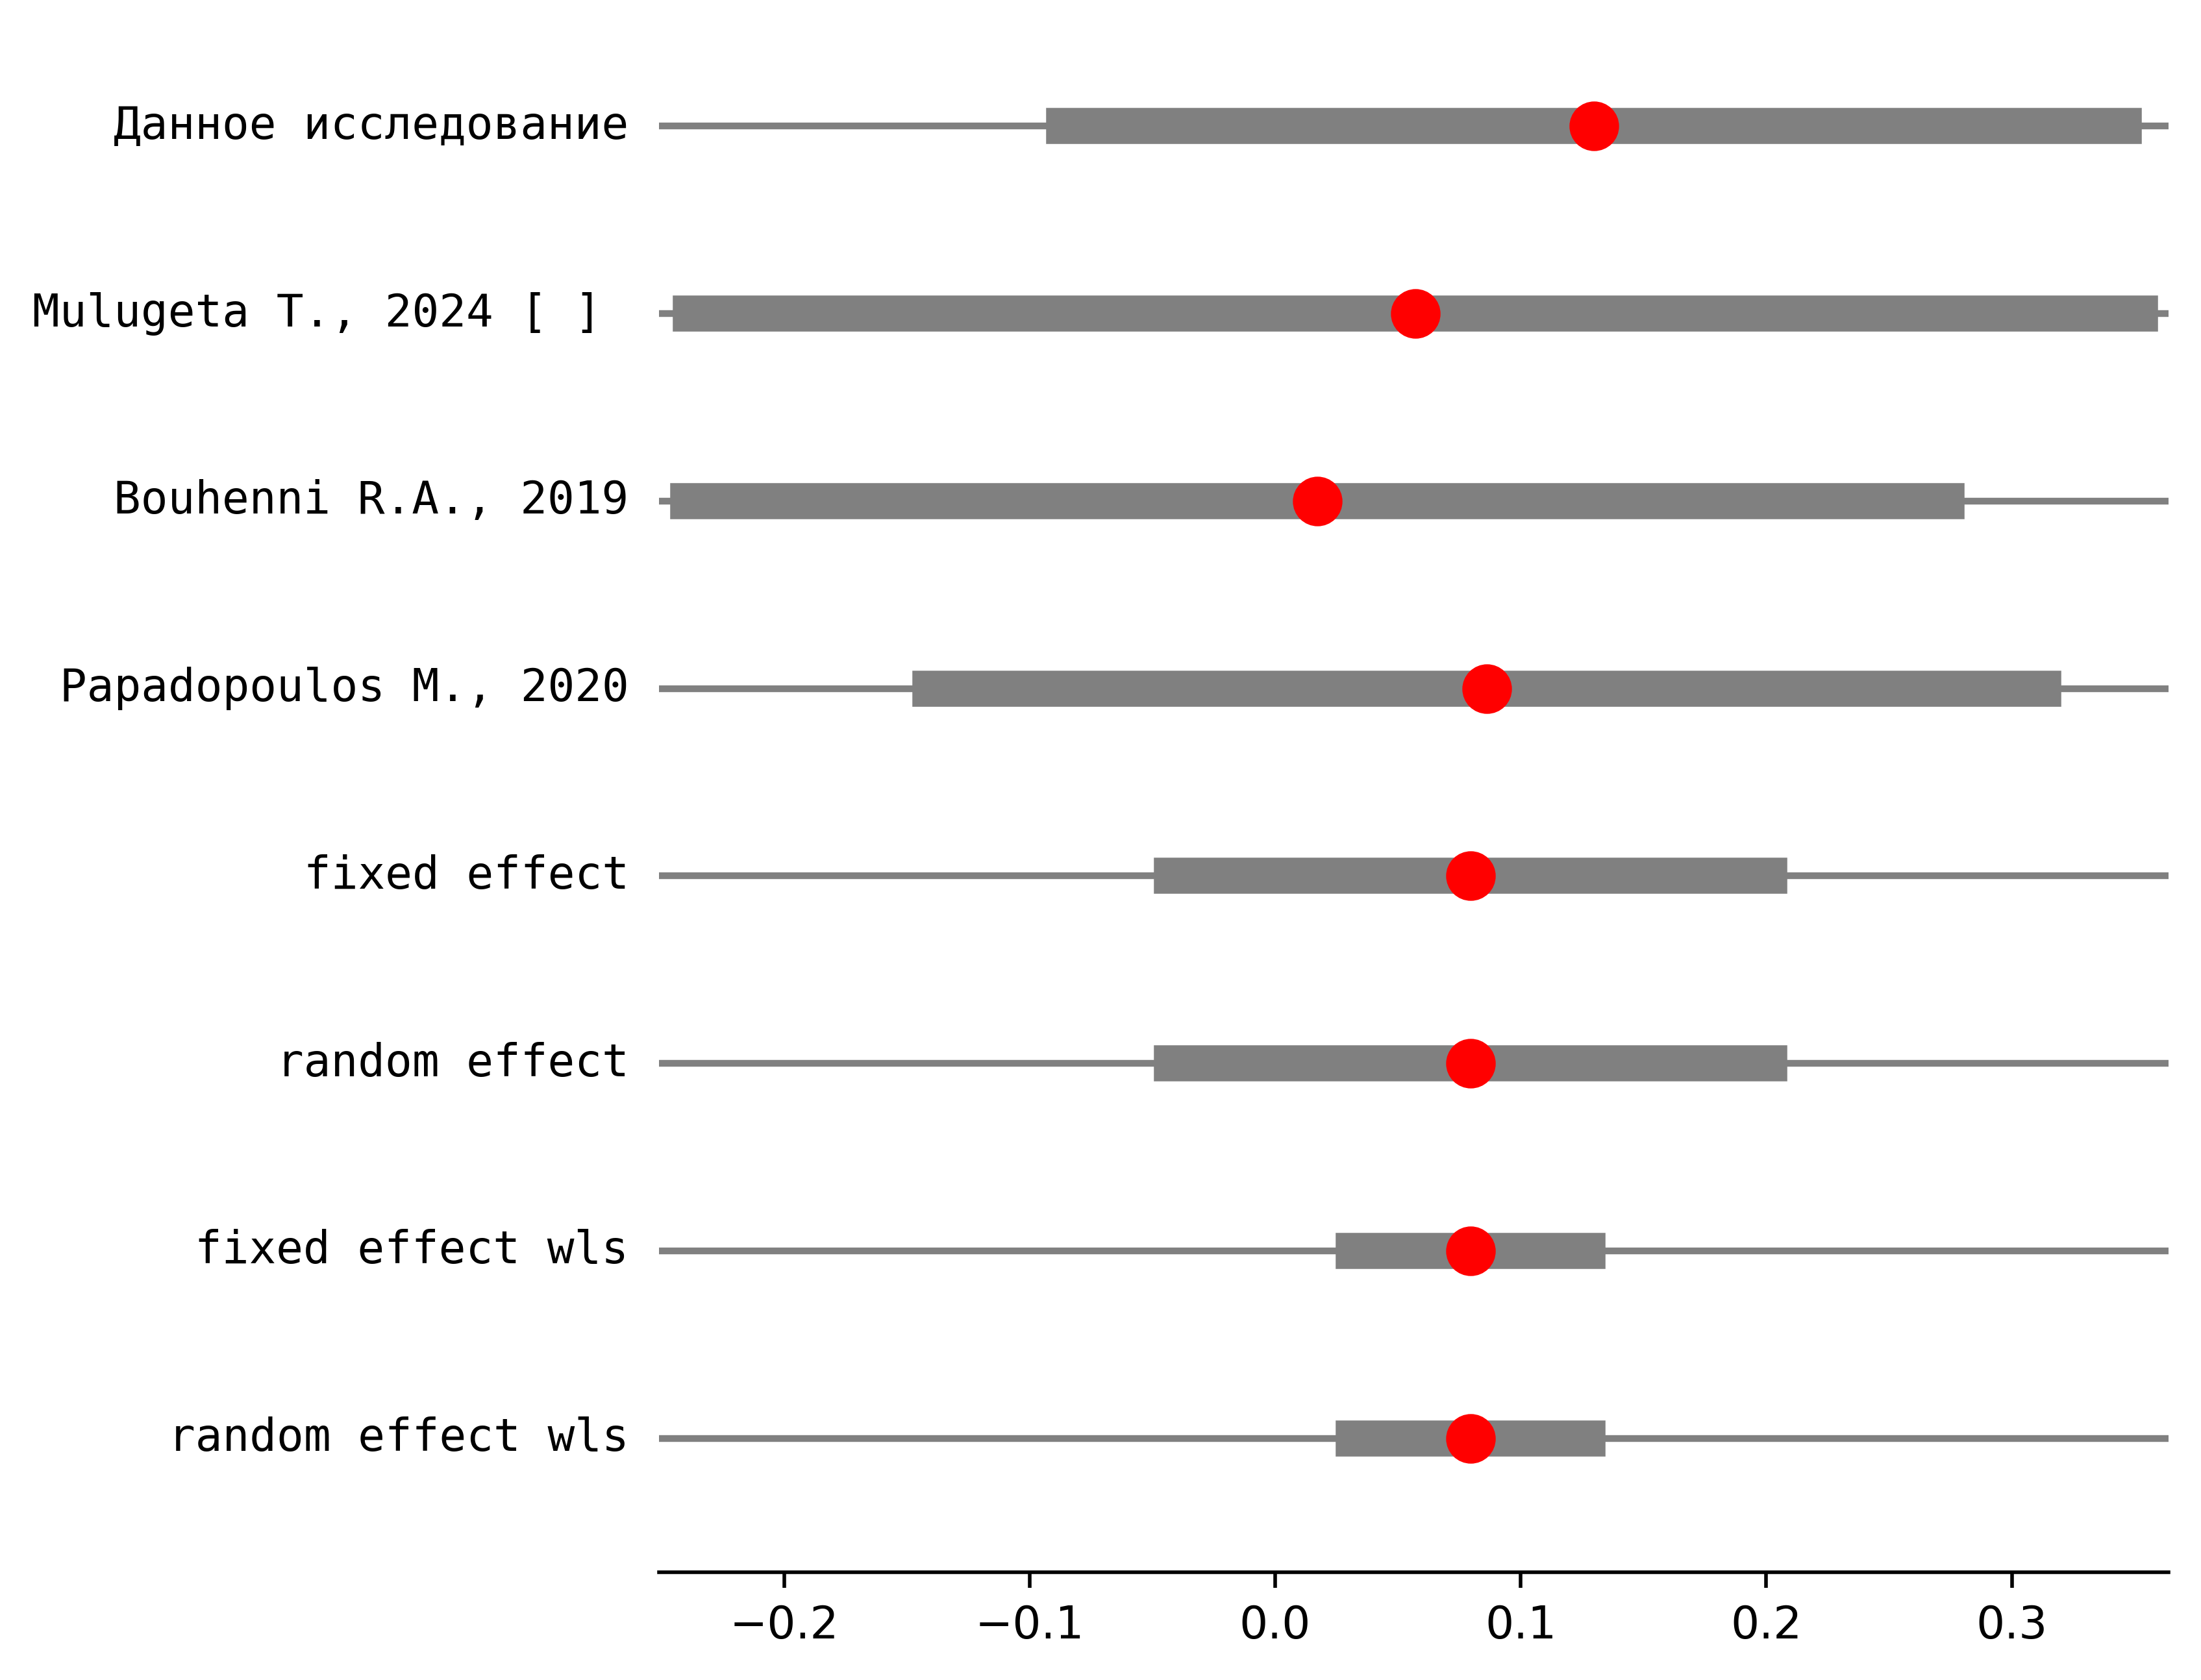 Данное исследование
Mulugeta T., 2024 [ ]
Bouhenni R.A., 2019
Papadopoulos M., 2020
fixed effect
random effect
fixed effect wls
random effect wls
−0.2 −0.1 0.0 0.1 0.2 0.3